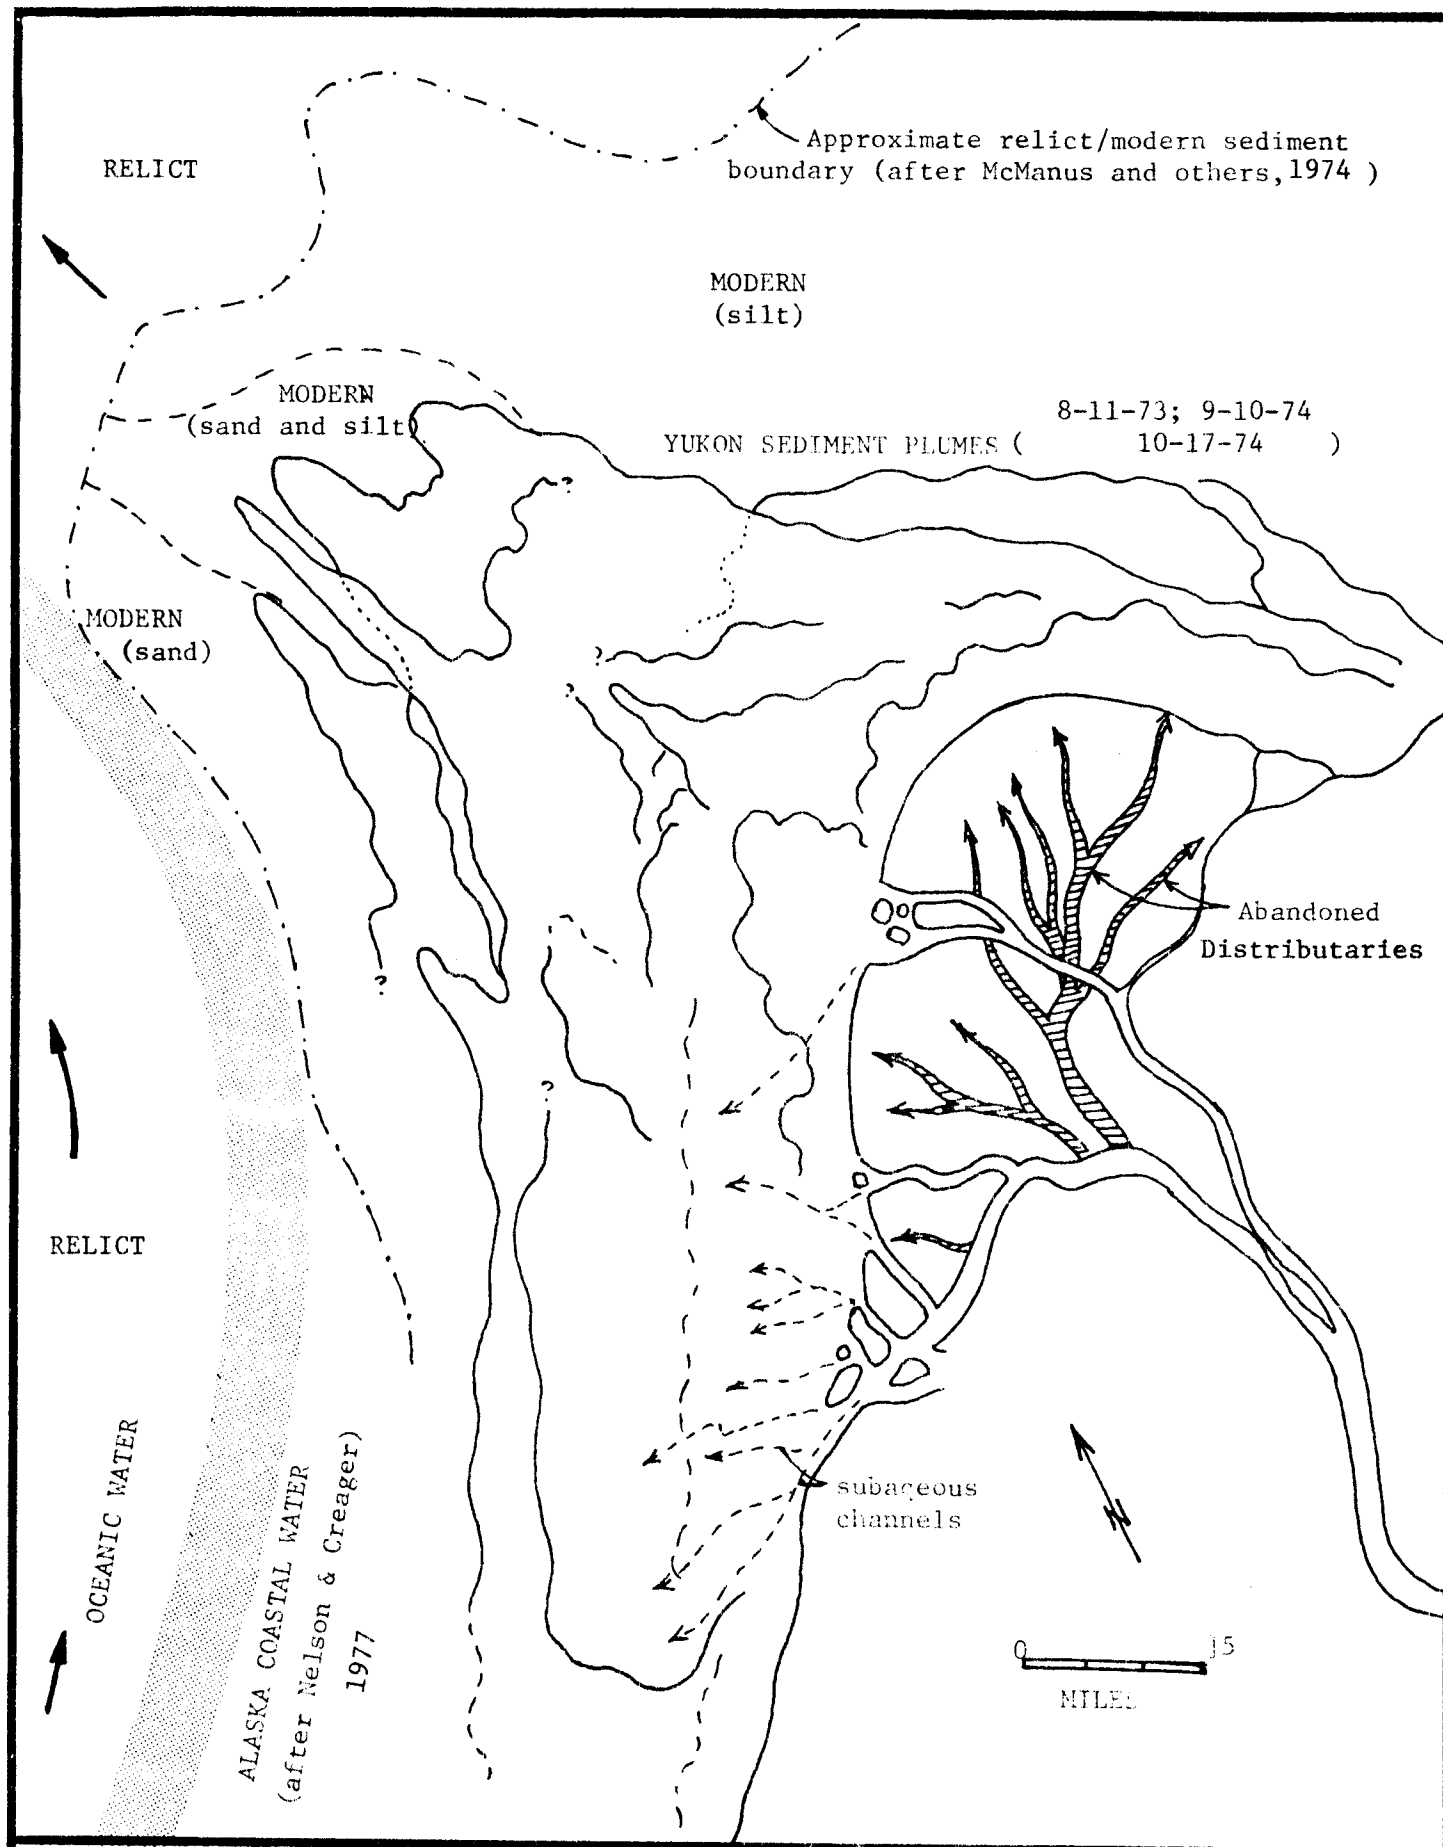 Approximate relict/modern sediment
boundary (after McManus and others, 1974 )
RELICT
MODERN
(silt)
MODERN
(sand and silt)
8-11-73; 9-10-74
YUKON SEDIMENT PLUMES ( 10-17-74 )
?
MODERN
(sand)
?
?
Abandoned
Distributaries
?
?
RELICT
OCEANIC WATER
ALASKA COASTAL WATER
(after Nelson & Creager)
1977
subaqeous
channels
N
0 15
MILES